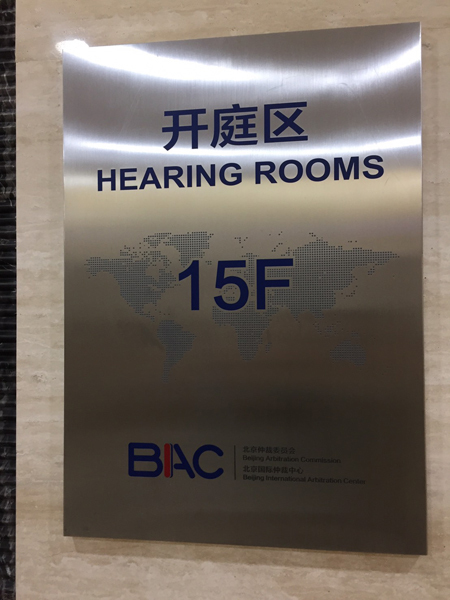 开庭区
HEARING ROOMS
15F
BIAC
北京仲裁委员会
Beijing Arbitration Commission
北京国际仲裁中心
Beijing International Arbitration Center